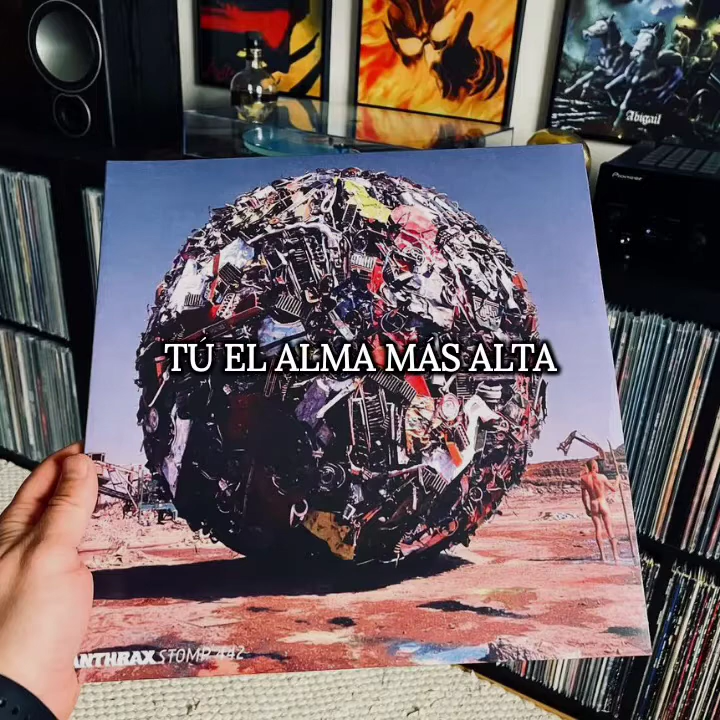 Abigail
PIONEER
TÚ EL ALMA MÁS ALTA
ANTHRAX STOMP 442